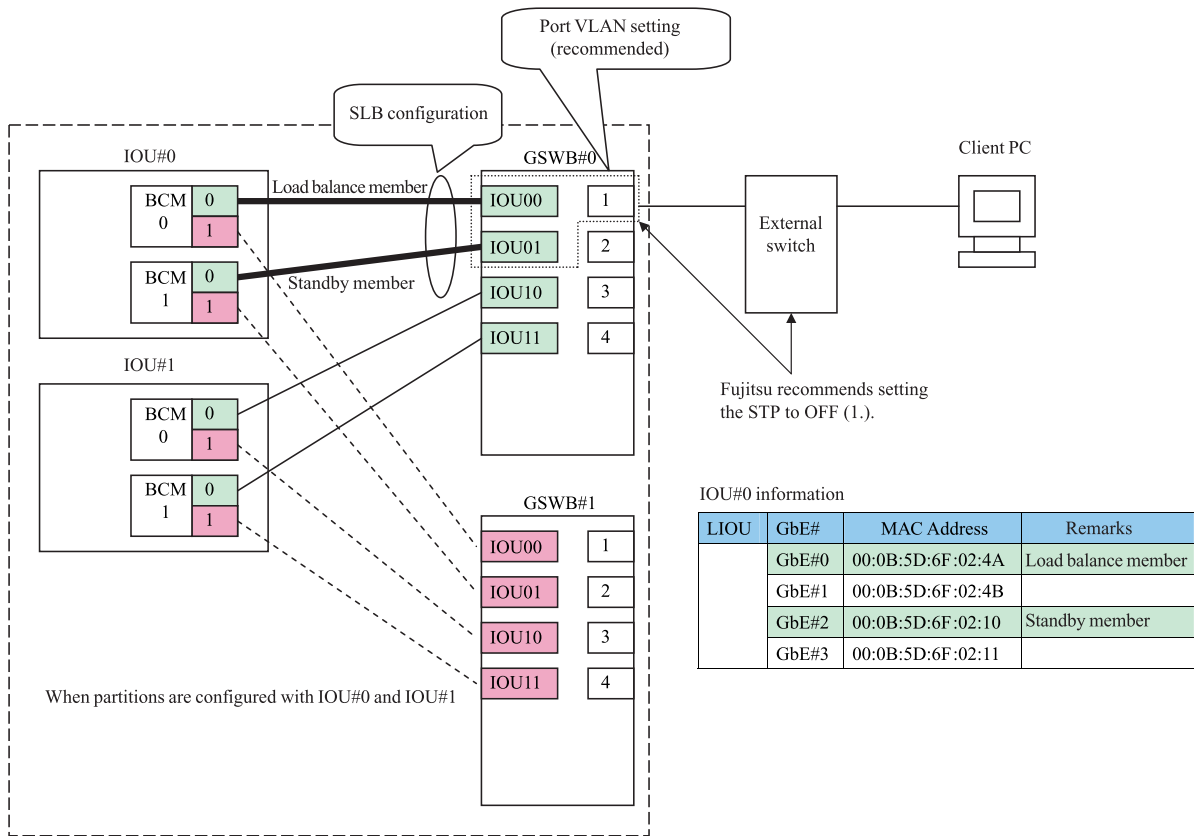 Port VLAN setting
(recommended)
SLB configuration
IOU#0
GSWB#0
Client PC
BCM
0
0
1
Load balance member
IOU00
1
External
switch
IOU01
2
BCM
1
0
1
Standby member
IOU10
3
IOU11
4
IOU#1
Fujitsu recommends setting
the STP to OFF (1.).
BCM
0
0
1
BCM
1
0
1
GSWB#1
IOU00
1
IOU01
2
IOU10
3
IOU11
4
When partitions are configured with IOU#0 and IOU#1
IOU#0 information
LIOU GbE# MAC Address Remarks
GbE#0 00:0B:5D:6F:02:4A Load balance member
GbE#1 00:0B:5D:6F:02:4B
GbE#2 00:0B:5D:6F:02:10 Standby member
GbE#3 00:0B:5D:6F:02:11